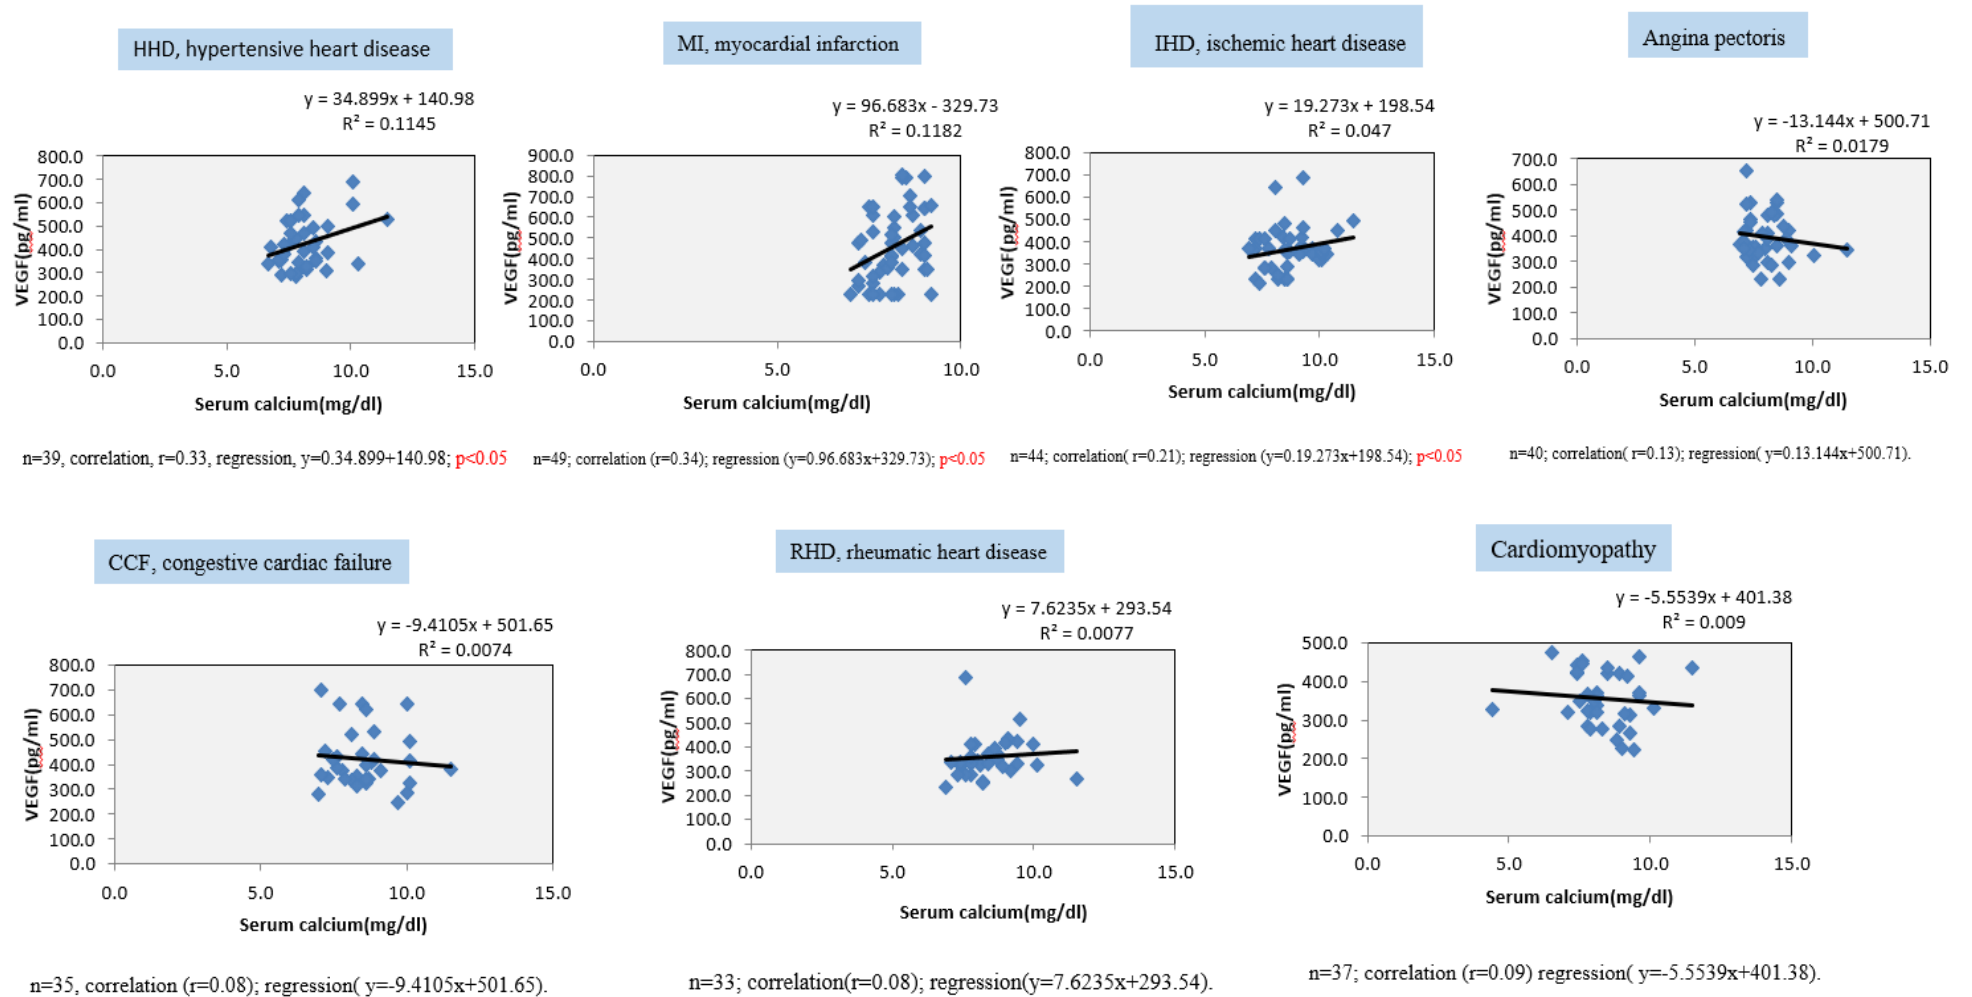 HHD, hypertensive heart disease
y = 34.899x + 140.98
R² = 0.1145
800.0
700.0
600.0
500.0
400.0
300.0
200.0
100.0
0.0
VEGF(pg/ml)
0.0 5.0 10.0 15.0
Serum calcium(mg/dl)
n=39, correlation, r=0.33, regression, y=0.34.899+140.98; p<0.05
MI, myocardial infarction
y = 96.683x - 329.73
R² = 0.1182
900.0
800.0
700.0
600.0
500.0
400.0
300.0
200.0
100.0
0.0
VEGF(pg/ml)
0.0 5.0 10.0
Serum calcium(mg/dl)
n=49; correlation (r=0.34); regression (y=0.96.683x+329.73); p<0.05
IHD, ischemic heart disease
y = 19.273x + 198.54
R² = 0.047
800.0
700.0
600.0
500.0
400.0
300.0
200.0
100.0
0.0
VEGF(pg/ml)
0.0 5.0 10.0 15.0
Serum calcium(mg/dl)
n=44; correlation( r=0.21); regression (y=0.19.273x+198.54); p<0.05
Angina pectoris
y = -13.144x + 500.71
R² = 0.0179
700.0
600.0
500.0
400.0
300.0
200.0
100.0
0.0
VEGF(pg/ml)
0.0 5.0 10.0 15.0
Serum calcium(mg/dl)
n=40; correlation( r=0.13); regression( y=0.13.144x+500.71).
CCF, congestive cardiac failure
y = -9.4105x + 501.65
R² = 0.0074
800.0
700.0
600.0
500.0
400.0
300.0
200.0
100.0
0.0
VEGF(pg/ml)
0.0 5.0 10.0 15.0
Serum calcium(mg/dl)
n=35, correlation (r=0.08); regression( y=-9.4105x+501.65).
RHD, rheumatic heart disease
y = 7.6235x + 293.54
R² = 0.0077
800.0
700.0
600.0
500.0
400.0
300.0
200.0
100.0
0.0
VEGF(pg/ml)
0.0 5.0 10.0 15.0
Serum calcium(mg/dl)
n=33; correlation(r=0.08); regression(y=7.6235x+293.54).
Cardiomyopathy
y = -5.5539x + 401.38
R² = 0.009
500.0
400.0
300.0
200.0
100.0
0.0
VEGF(pg/ml)
0.0 5.0 10.0 15.0
Serum calcium(mg/dl)
n=37; correlation (r=0.09) regression( y=-5.5539x+401.38).